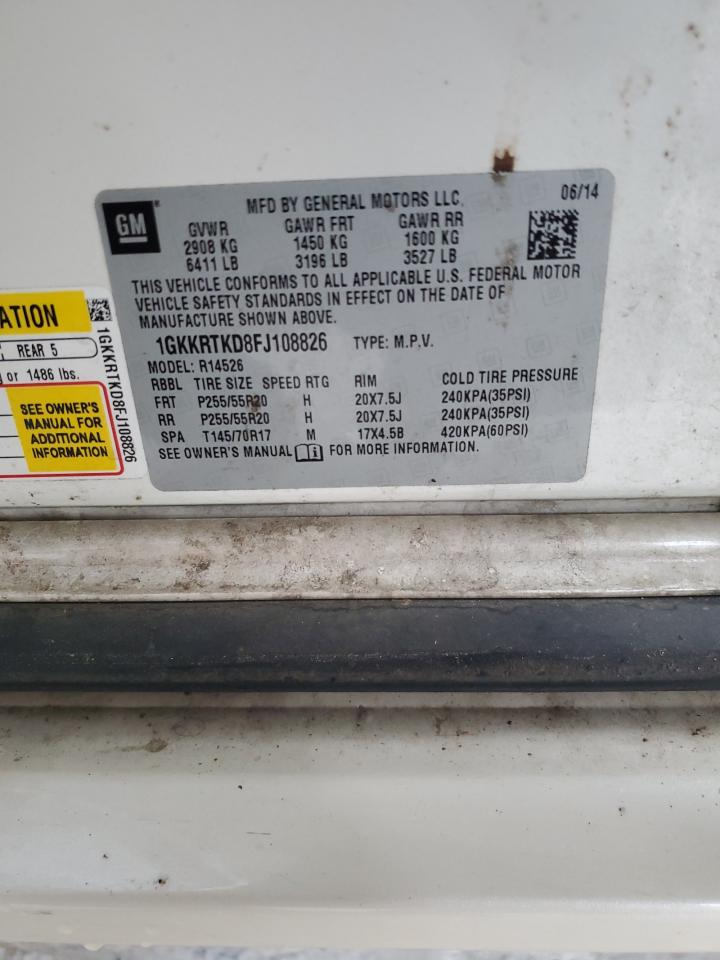 MFD BY GENERAL MOTORS LLC. 06/14
GM
GVWR GAWR FRT GAWR RR
2908 KG 1450 KG 1600 KG
6411 LB 3196 LB 3527 LB
THIS VEHICLE CONFORMS TO ALL APPLICABLE U.S. FEDERAL MOTOR
VEHICLE SAFETY STANDARDS IN EFFECT ON THE DATE OF
MANUFACTURE SHOWN ABOVE.
1GKKRTKD8FJ108826 TYPE: M.P.V.
MODEL: R14526
RBBL TIRE SIZE SPEED RTG RIM COLD TIRE PRESSURE
FRT P255/55R20 H 20X7.5J 240KPA(35PSI)
RR P255/55R20 H 20X7.5J 240KPA(35PSI)
SPA T145/70R17 M 17X4.5B 420KPA(60PSI)
SEE OWNER'S MANUAL i FOR MORE INFORMATION.
ATION
REAR 5
or 1486 lbs.
SEE OWNER'S
MANUAL FOR
ADDITIONAL
INFORMATION
1GKKRTKD8FJ108826